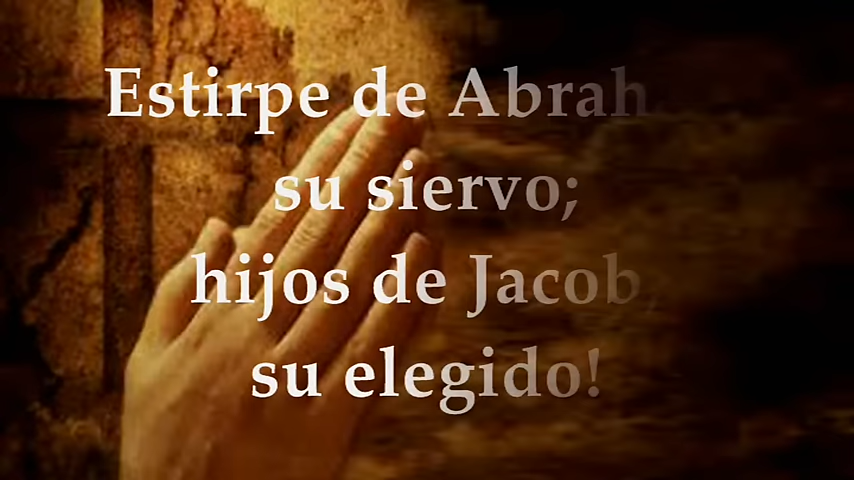 Estirpe de Abrah
su siervo;
hijos de Jacob,
su elegido!